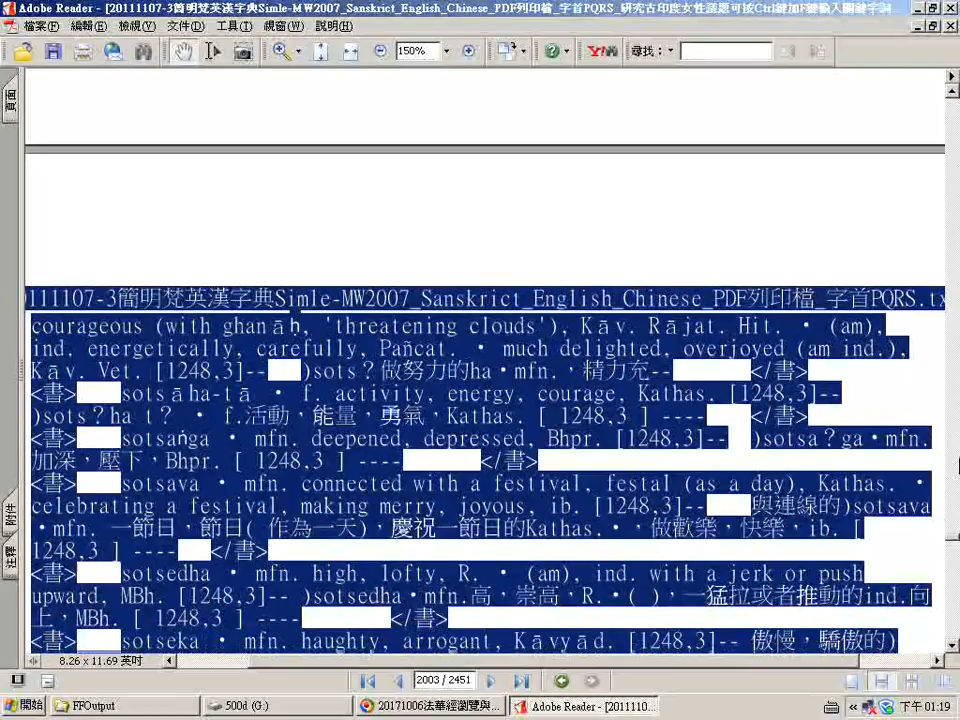 Adobe Reader - [20111107-3簡明梵英漢字典Simle-MW2007_Sanskrict_English_Chinese_PDF列印檔_字首PQRS_研究古印度女性議題可按Ctrl鍵加F鍵輸入關鍵字詞
檔案(F) 編輯(E) 檢視(V) 文件(D) 工具(T) 視窗(W) 說明(H)
150% Y! 尋找:
頁面
111107-3簡明梵英漢字典Simle-MW2007_Sanskrict_English_Chinese_PDF列印檔_字首PQRS.tx
courageous (with ghanāḥ, 'threatening clouds'), Kāv. Rājat. Hit. • (am),
ind. energetically, carefully, Pañcat. • much delighted, overjoyed (am ind.),
Kāv. Vet. [1248,3]-- )sots?做努力的ha•mfn.,精力充-- </書>
<書> sotsāha-tā • f. activity, energy, courage, Kathas. [1248,3]--
)sots?ha t? • f.活動,能量,勇氣,Kathas. [ 1248,3 ] ---- </書>
<書> sotsaṅga • mfn. deepened, depressed, Bhpr. [1248,3]-- )sotsa?ga•mfn.
加深,壓下,Bhpr. [ 1248,3 ] ---- </書>
<書> sotsava • mfn. connected with a festival, festal (as a day), Kathas. •
celebrating a festival, making merry, joyous, ib. [1248,3]-- 與連線的)sotsava
•mfn. 一節日,節日( 作為一天),慶祝一節日的Kathas.•,做歡樂,快樂,ib. [
1248,3 ] ---- </書>
<書> sotsedha • mfn. high, lofty, R. • (am), ind. with a jerk or push
upward, MBh. [1248,3]-- )sotsedha•mfn.高,崇高,R.•( ),一猛拉或者推動的ind.向
上,MBh. [ 1248,3 ] ---- </書>
<書> sotseka • mfn. haughty, arrogant, Kāvyād. [1248,3]-- 傲慢,驕傲的)
附件
注釋
8.26 x 11.69 英吋
2003 / 2451
開始 FFOutput 500d (G:) 20171006法華經瀏覽與... Adobe Reader - [2011110... « 下午 01:19